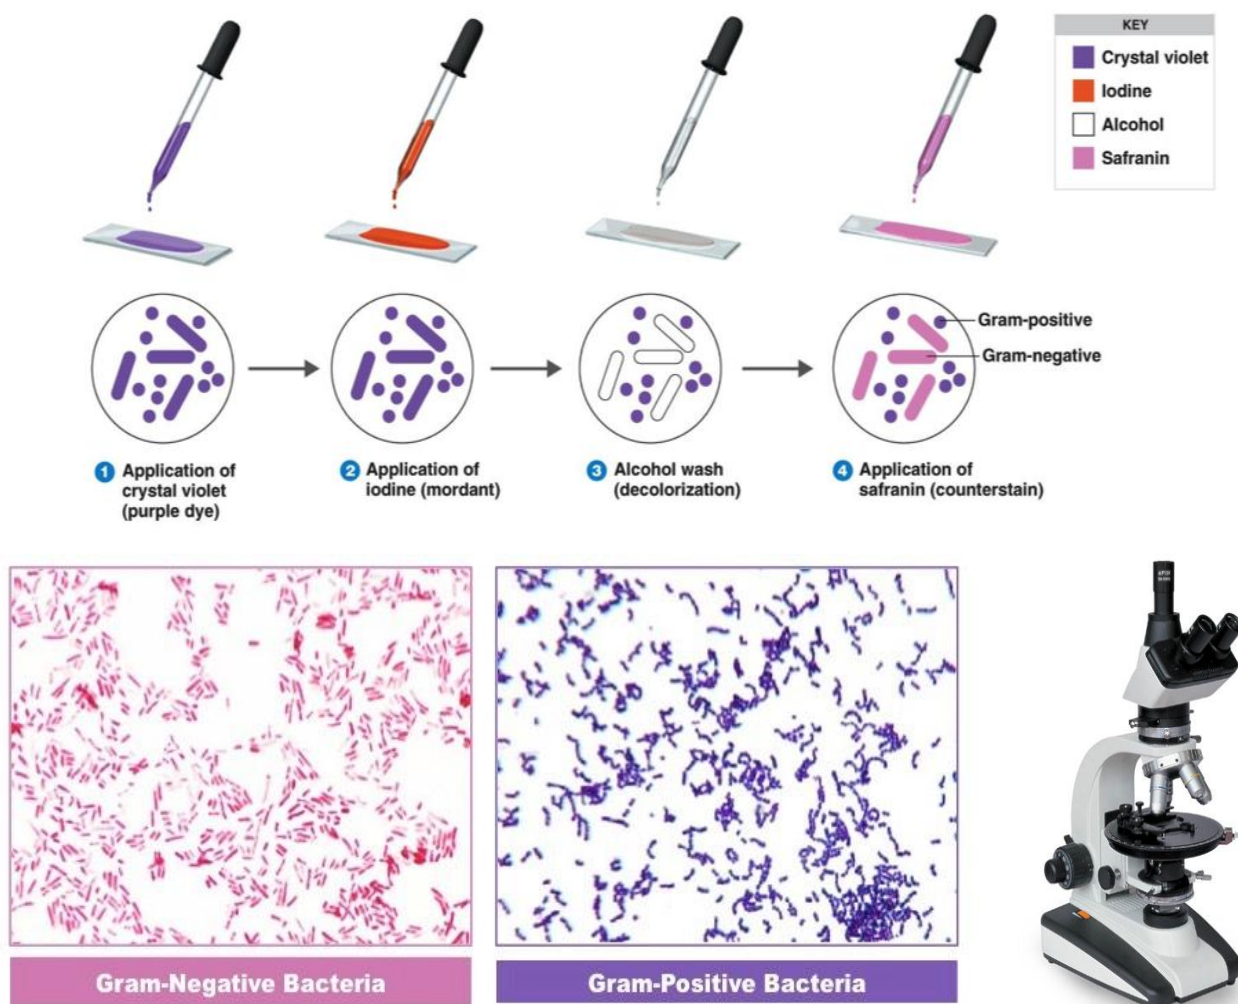 KEY
Crystal violet
Iodine
Alcohol
Safranin
Gram-positive
Gram-negative
1 Application of
crystal violet
(purple dye)
2 Application of
iodine (mordant)
3 Alcohol wash
(decolorization)
4 Application of
safranin (counterstain)
Gram-Negative Bacteria
Gram-Positive Bacteria